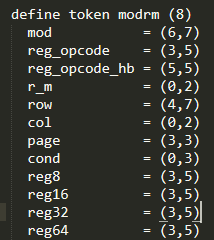 define token modrm (8)
mod = (6,7)
reg_opcode = (3,5)
reg_opcode_hb = (5,5)
r_m = (0,2)
row = (4,7)
col = (0,2)
page = (3,3)
cond = (0,3)
reg8 = (3,5)
reg16 = (3,5)
reg32 = (3,5)
reg64 = (3,5)